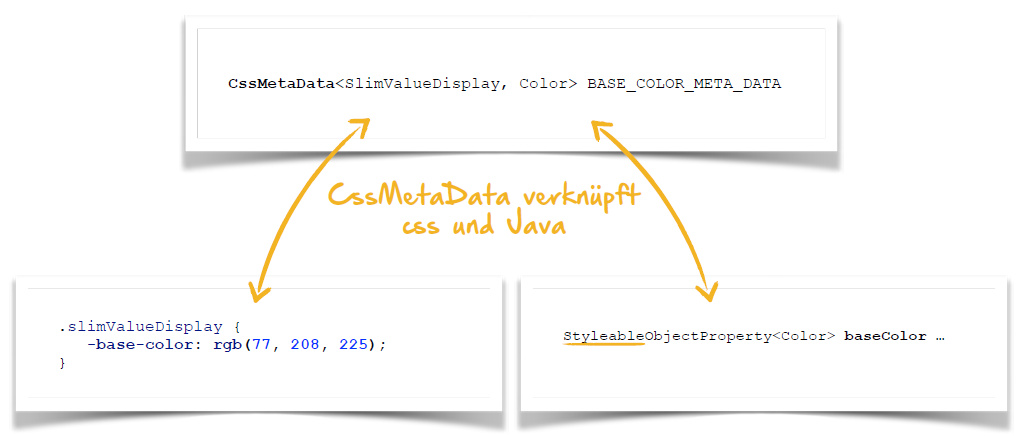 CssMetaData<SlimValueDisplay, Color> BASE_COLOR_META_DATA
CssMetaData verknüpft
css und Java
.slimValueDisplay {
-base-color: rgb(77, 208, 225);
}
StyleableObjectProperty<Color> baseColor …